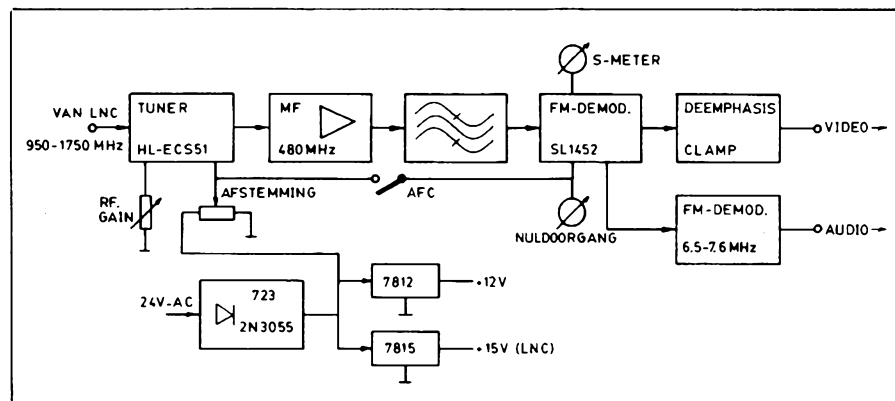 S-METER
VAN LNC
950-1750 MHz
TUNER
HL-ECS51
MF
480MHz
FM-DEMOD.
SL1452
DEEMPHASIS
CLAMP
VIDEO
RF.
GAIN
AFSTEMMING
AFC
NULDOORGANG
FM-DEMOD.
6.5-7.6 MHz
AUDIO
24V-AC
723
2N3055
7812
+12V
7815
+15V (LNC)